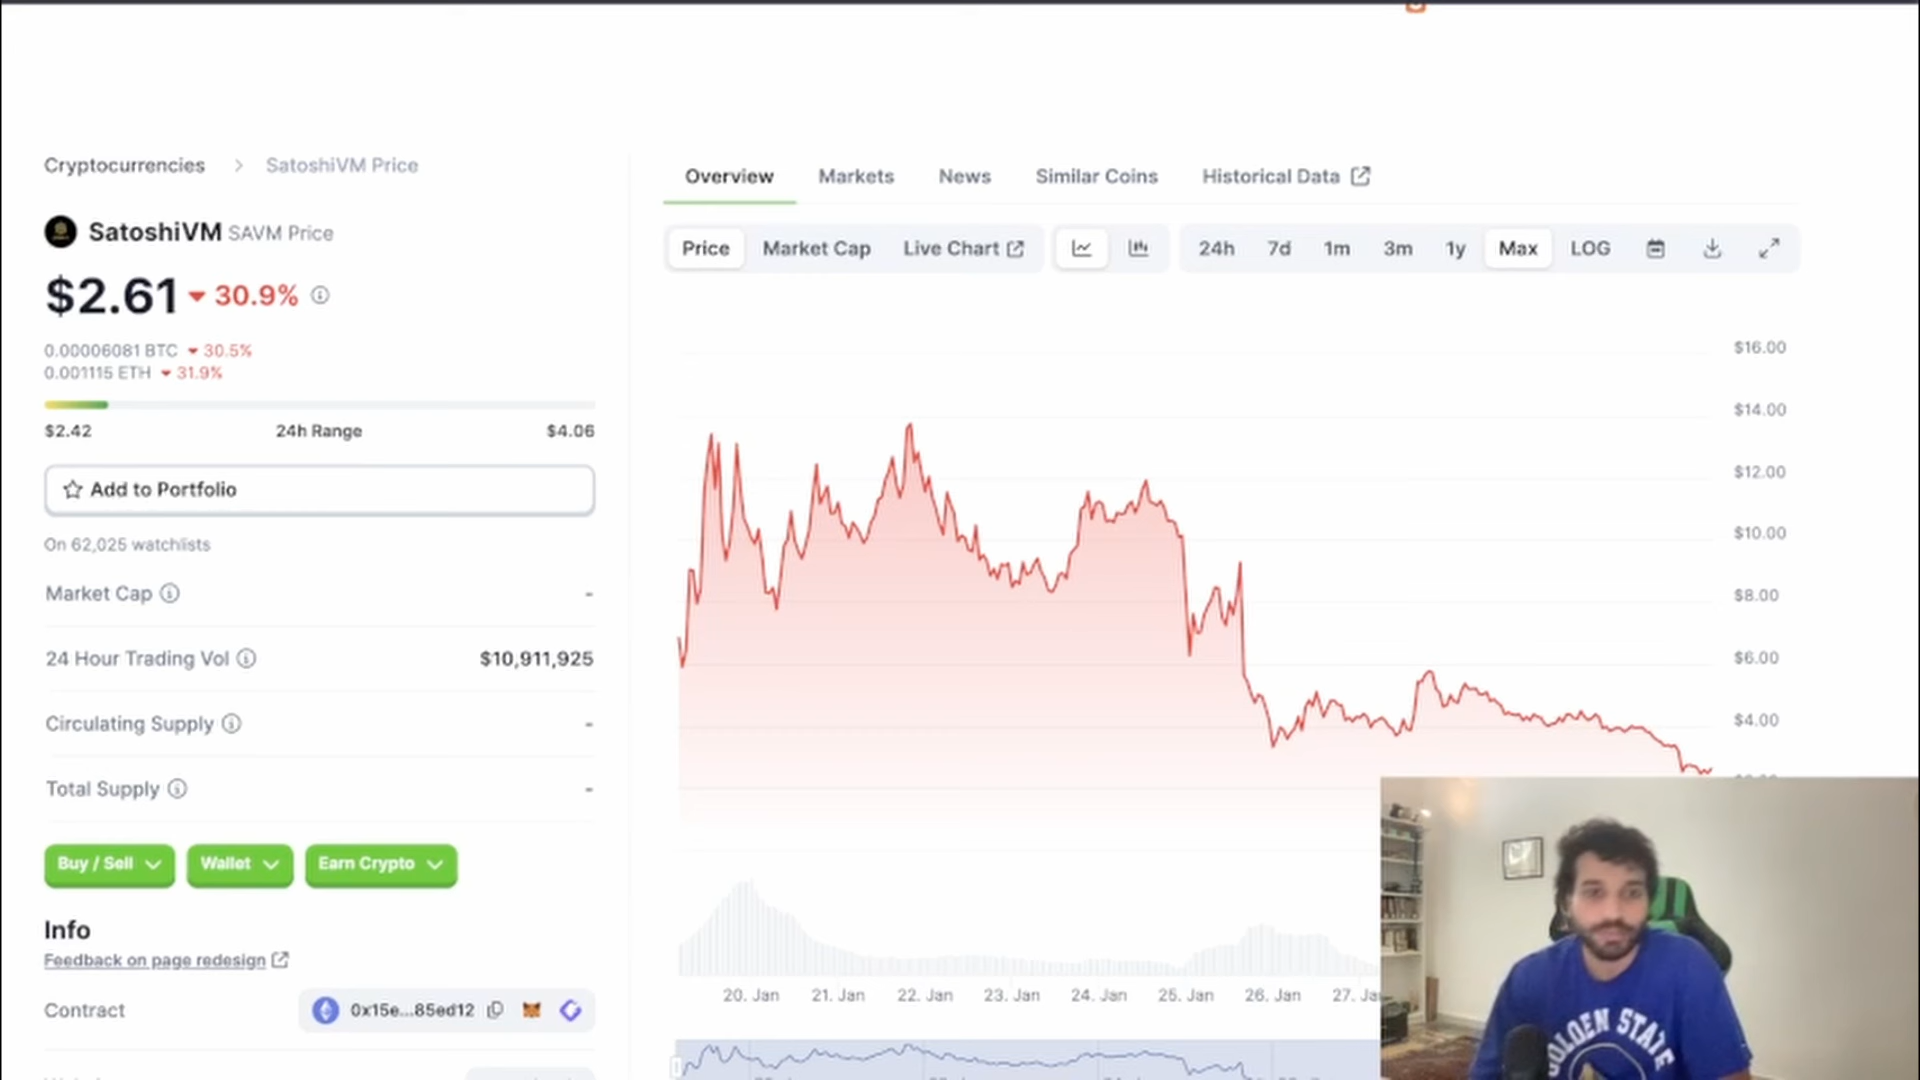 Cryptocurrencies > SatoshiVM Price
SatoshiVM SAVM Price
$2.61 30.9%
0.00006081 BTC 30.5%
0.001115 ETH 31.9%
$2.42 24h Range $4.06
Add to Portfolio
On 62,025 watchlists
Market Cap -
24 Hour Trading Vol $10,911,925
Circulating Supply -
Total Supply -
Buy / Sell Wallet Earn Crypto
Info
Feedback on page redesign
Contract 0x15e...85ed12
Overview Markets News Similar Coins Historical Data
Price Market Cap Live Chart 24h 7d 1m 3m 1y Max LOG
$16.00
$14.00
$12.00
$10.00
$8.00
$6.00
$4.00
20. Jan 21. Jan 22. Jan 23. Jan 24. Jan 25. Jan 26. Jan 27. Ja
GOLDEN STATE